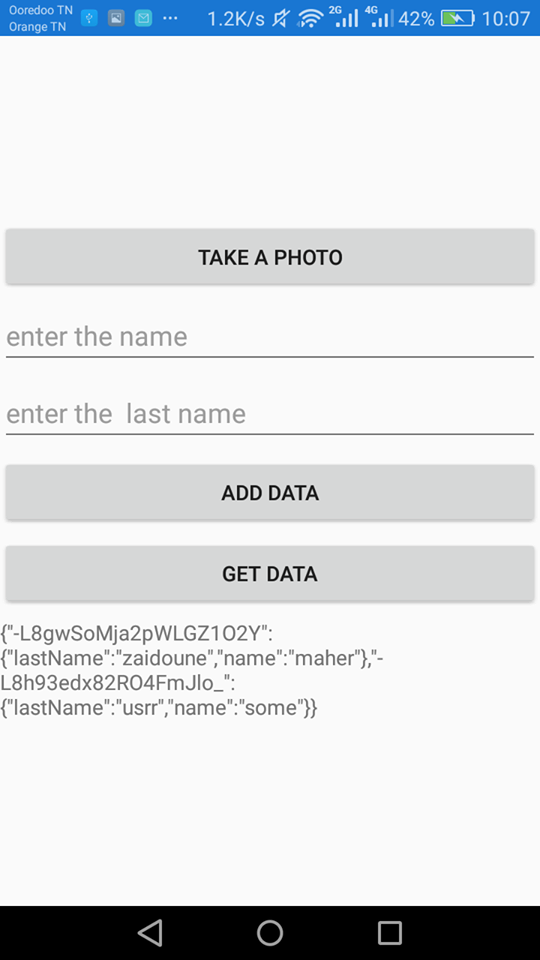 Ooredoo TN
Orange TN
1.2K/s 2G 4G 42% 10:07
TAKE A PHOTO
enter the name
enter the  last name
ADD DATA
GET DATA
{"-L8gwSoMja2pWLGZ1O2Y":
{"lastName":"zaidoune","name":"maher"},"-
L8h93edx82RO4FmJlo_":
{"lastName":"usrr","name":"some"}}